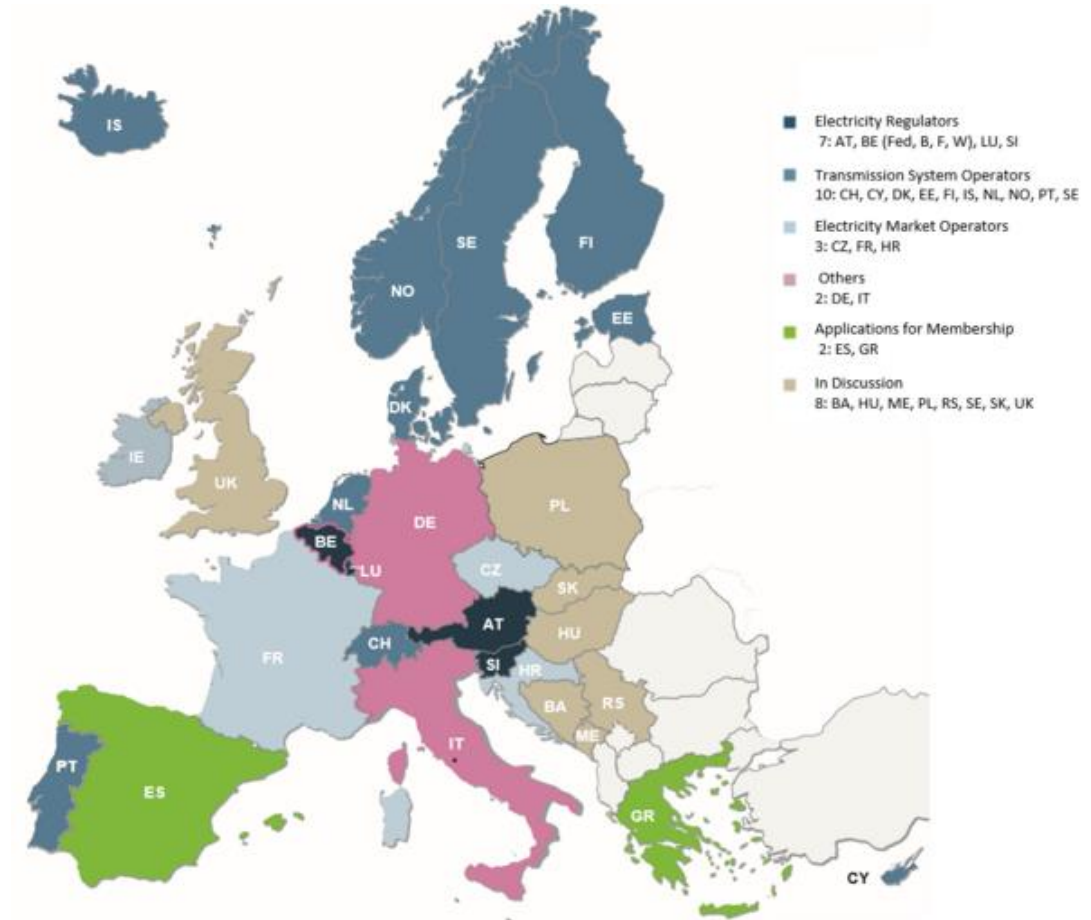 IS
SE
FI
NO
EE
DK
IE
UK
NL
DE
PL
BE
LU
CZ
SK
AT
HU
CH
FR
SI
HR
BA
RS
ME
IT
PT
ES
GR
CY
Electricity Regulators
7: AT, BE (Fed, B, F, W), LU, SI
Transmission System Operators
10: CH, CY, DK, EE, FI, IS, NL, NO, PT, SE
Electricity Market Operators
3: CZ, FR, HR
Others
2: DE, IT
Applications for Membership
2: ES, GR
In Discussion
8: BA, HU, ME, PL, RS, SE, SK, UK